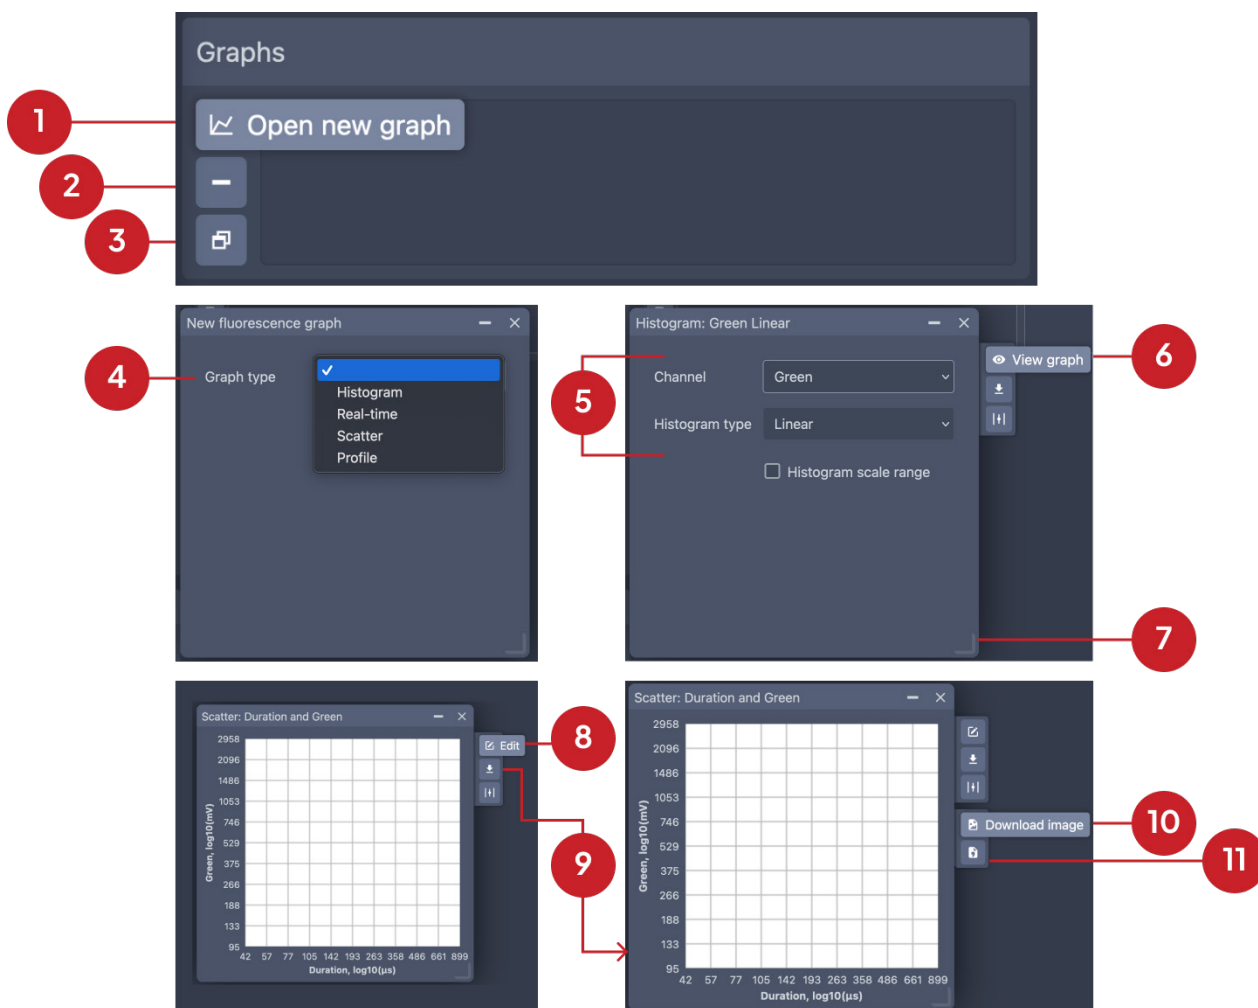 Graphs
1
Open new graph
2
3
New fluorescence graph
4
Graph type
Histogram
Real-time
Scatter
Profile
Histogram: Green Linear
5
Channel
Green
Histogram type
Linear
Histogram scale range
6
View graph
7
Scatter: Duration and Green
2958
2096
1486
1053
746
529
375
266
188
133
95
Green, log10(mV)
42 57 77 105 142 193 263 358 486 661 899
Duration, log10(µs)
8
Edit
9
Scatter: Duration and Green
2958
2096
1486
1053
746
529
375
266
188
133
95
Green, log10(mV)
42 57 77 105 142 193 263 358 486 661 899
Duration, log10(µs)
Download image
10
11